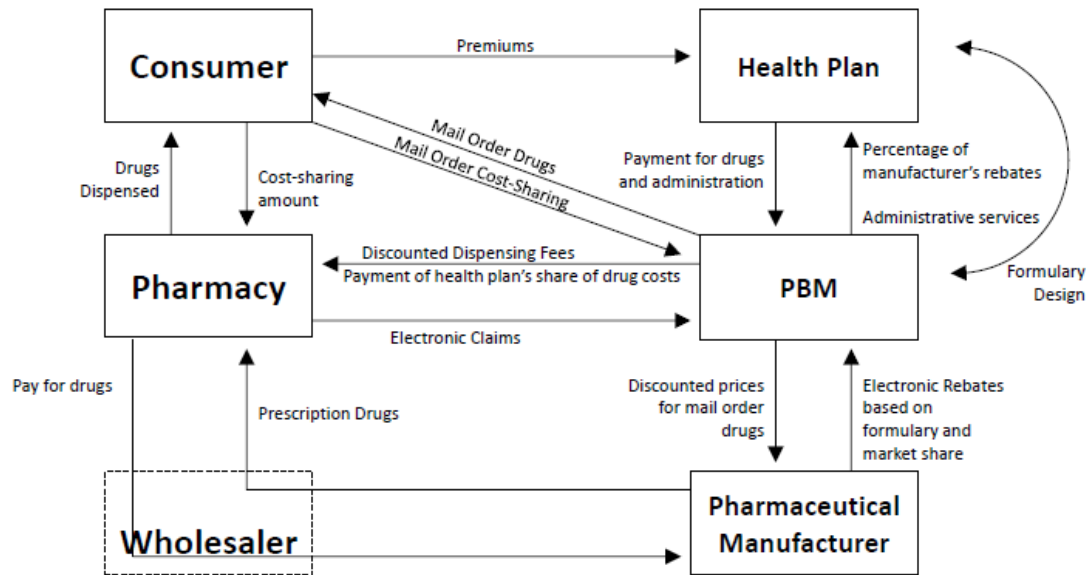 Consumer
Premiums
Health Plan
Mail Order Drugs
Mail Order Cost-Sharing
Drugs
Dispensed
Cost-sharing
amount
Payment for drugs
and administration
Percentage of
manufacturer's rebates
Administrative services
Formulary
Design
Pharmacy
Discounted Dispensing Fees
Payment of health plan's share of drug costs
PBM
Electronic Claims
Pay for drugs
Prescription Drugs
Discounted prices
for mail order
drugs
Electronic Rebates
based on
formulary and
market share
Wholesaler
Pharmaceutical
Manufacturer